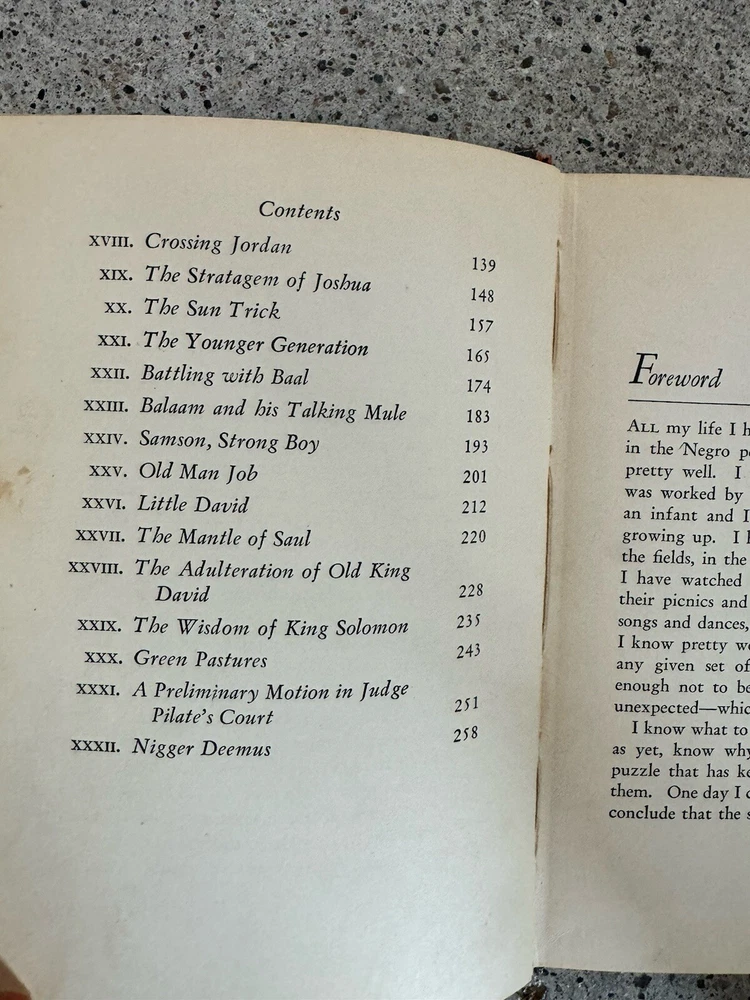 Contents
XVIII. Crossing Jordan 139
XIX. The Stratagem of Joshua 148
XX. The Sun Trick 157
XXI. The Younger Generation 165
XXII. Battling with Baal 174
XXIII. Balaam and his Talking Mule 183
XXIV. Samson, Strong Boy 193
XXV. Old Man Job 201
XXVI. Little David 212
XXVII. The Mantle of Saul 220
XXVIII. The Adulteration of Old King
David 228
XXIX. The Wisdom of King Solomon 235
XXX. Green Pastures 243
XXXI. A Preliminary Motion in Judge
Pilate's Court 251
XXXII. Nigger Deemus 258
Foreword
ALL my life I
in the Negro
pretty well. I
was worked by
an infant and I
growing up. I
the fields, in the
I have watched
their picnics and
songs and dances,
I know pretty
any given set of
enough not to
unexpected—
I know what to
as yet, know why
puzzle that has
them. One day I
conclude that the